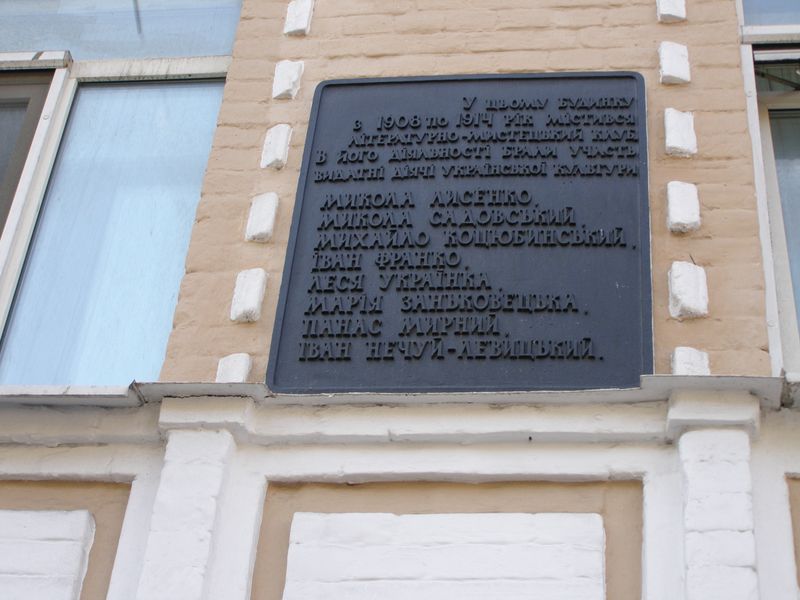 У цьому будинку
з 1908 по 1914 рік містився
літературно-мистецький клуб
в його діяльності брали участь
видатні діячі української культури
Микола Лисенко,
Микола Садовський,
Михайло Коцюбинський,
Іван Франко,
Леся Українка,
Марія Заньковецька,
Панас Мирний,
Іван Нечуй-Левицький.